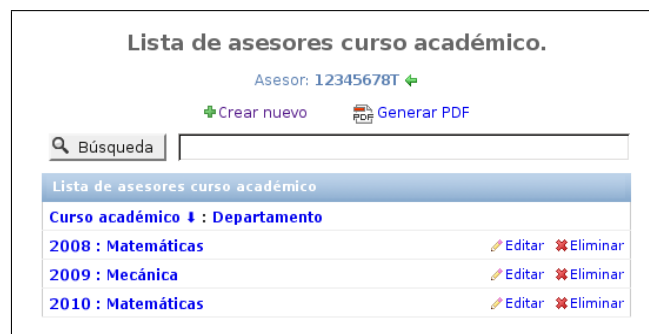 Lista de asesores curso académico.
Asesor: 12345678T
Crear nuevo PDF Generar PDF
Búsqueda
Lista de asesores curso académico
Curso académico : Departamento
2008 : Matemáticas Editar Eliminar
2009 : Mecánica Editar Eliminar
2010 : Matemáticas Editar Eliminar